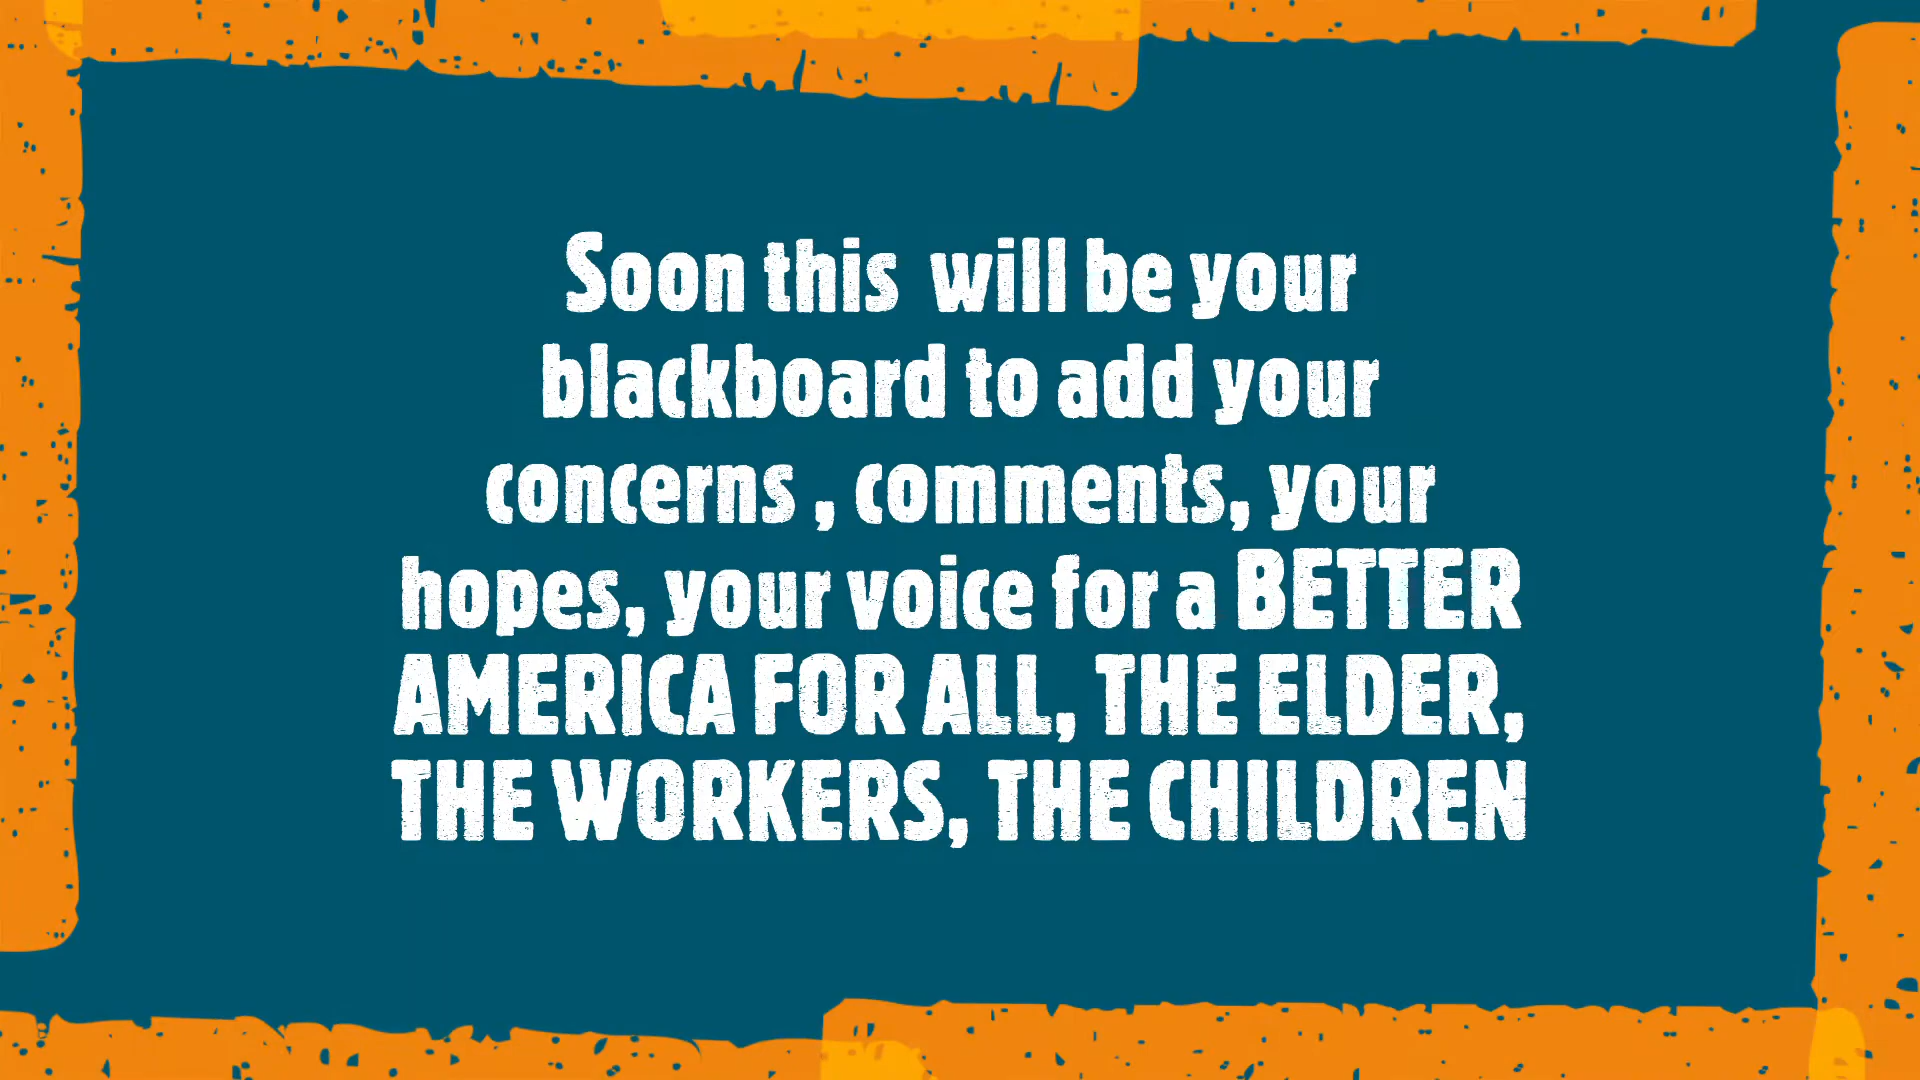 Soon this  will be your
blackboard to add your
concerns , comments, your
hopes, your voice for a BETTER
AMERICA FOR ALL, THE ELDER,
THE WORKERS, THE CHILDREN